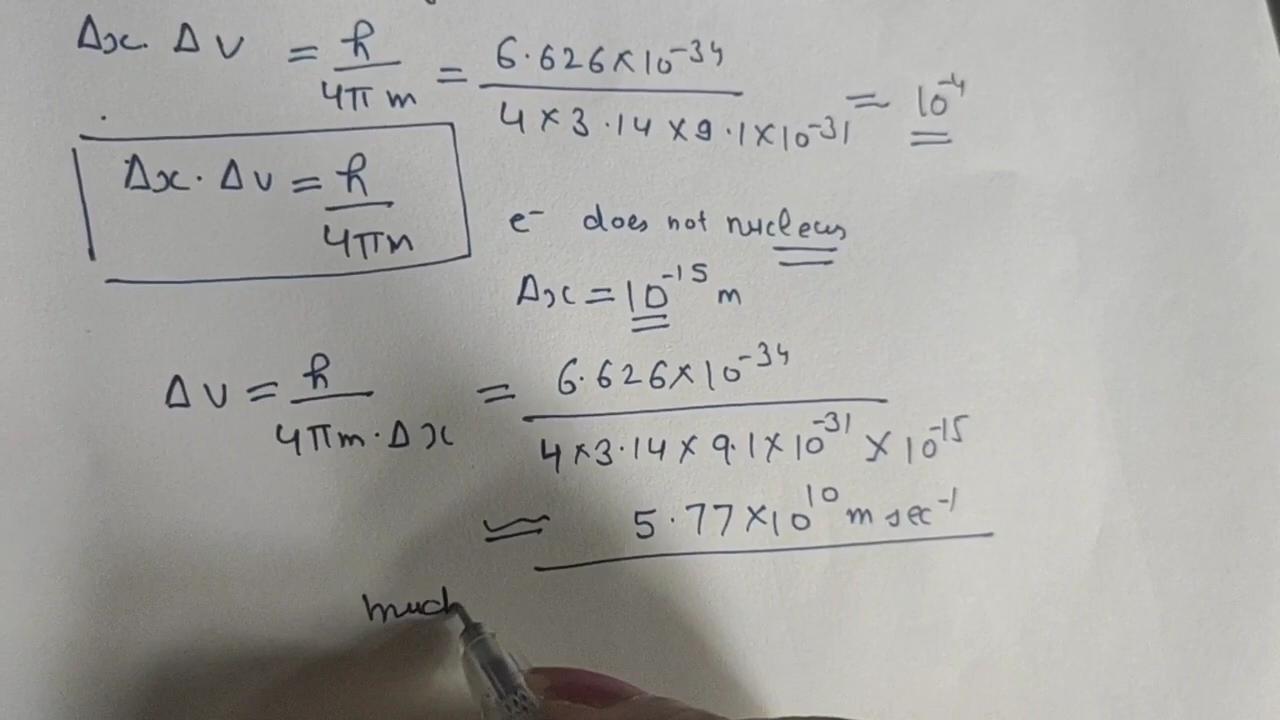 Δx. ΔV = h/4πm = 6.626×10⁻³⁴/4×3.14×9.1×10⁻³¹ = 10⁻⁴
Δx·ΔV = h/4πm
e⁻ does not nucleus
Δx = 10⁻¹⁵ m
ΔV = h/4πm·Δx = 6.626×10⁻³⁴/4×3.14×9.1×10⁻³¹ × 10⁻¹⁵
≃ 5.77×10¹⁰ m sec⁻¹
much